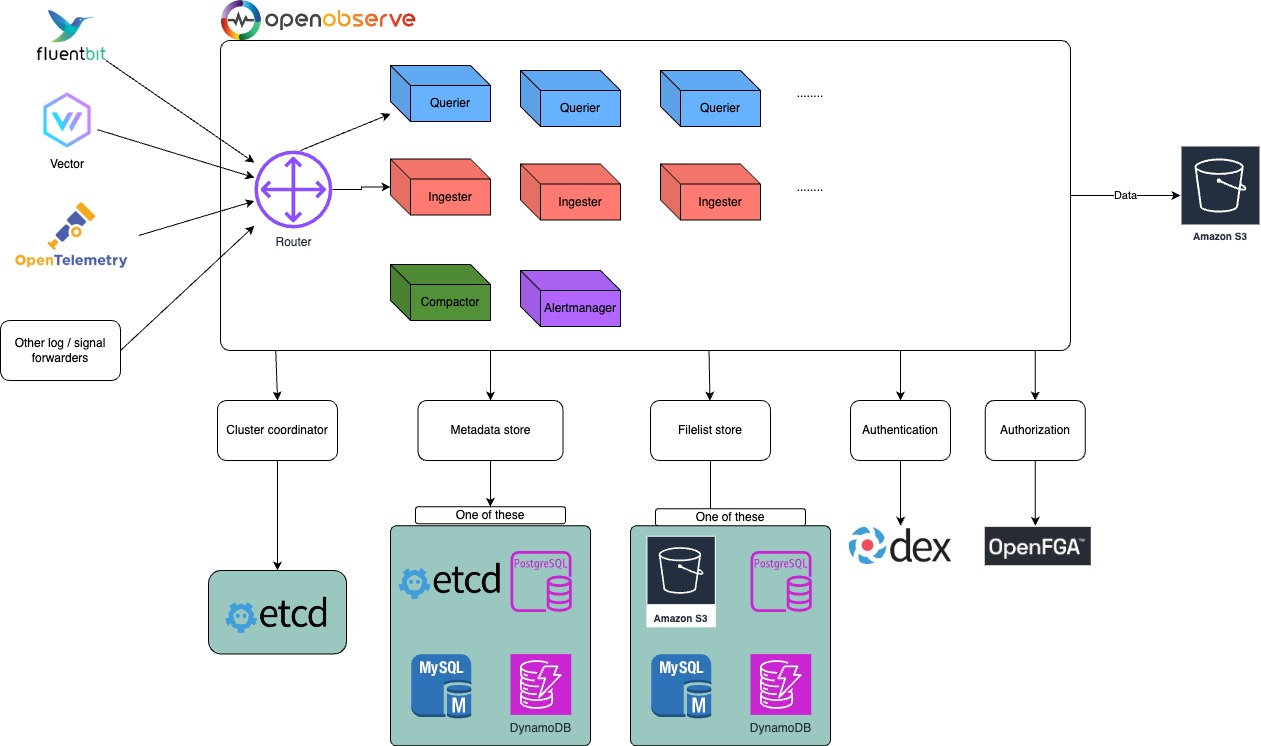 openobserve
fluentbit
Vector
OpenTelemetry
Other log / signal
forwarders
Router
Querier
Querier
Querier
........
Ingester
Ingester
Ingester
........
Compactor
Alertmanager
Data
Amazon S3
Cluster coordinator
Metadata store
Filelist store
Authentication
Authorization
etcd
One of these
etcd
PostgreSQL
MySQL
M
DynamoDB
One of these
Amazon S3
PostgreSQL
MySQL
M
DynamoDB
dex
OpenFGA™